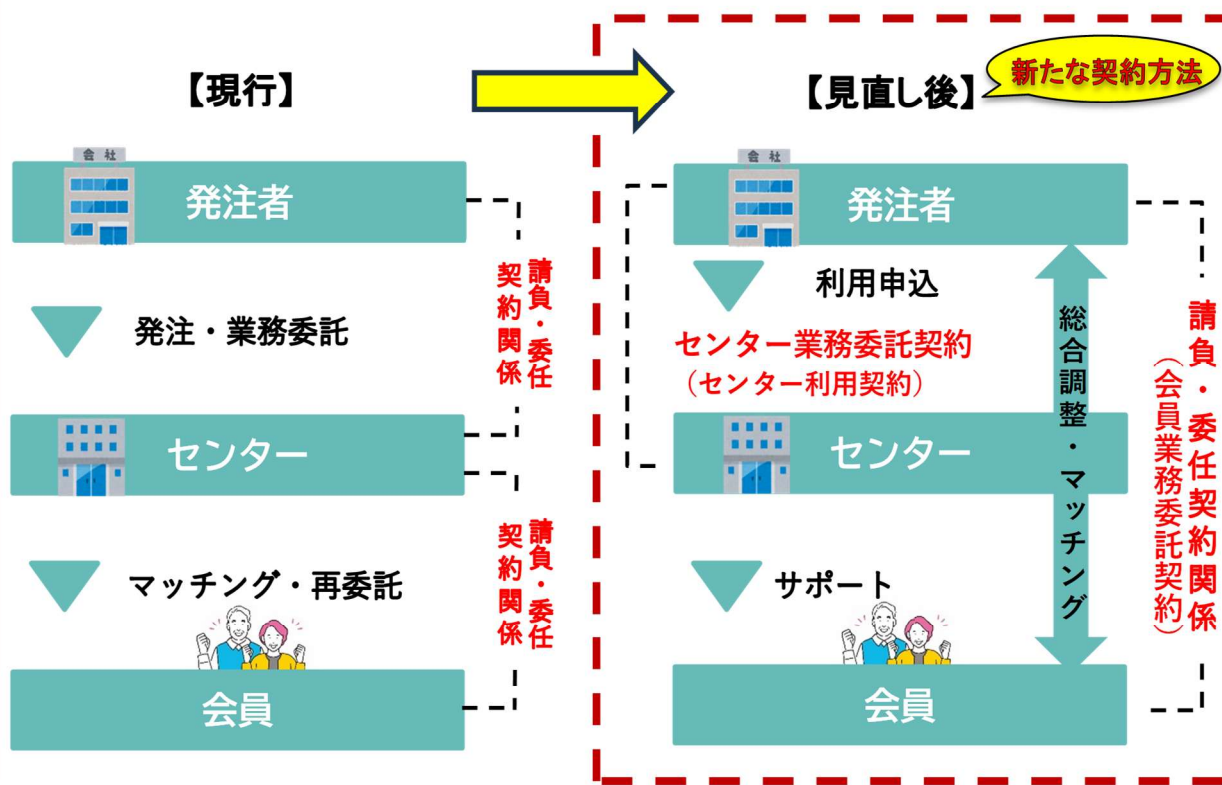 【現行】
会社
発注者
発注・業務委託
請負・委任
契約関係
センター
マッチング・再委託
請負・委任
契約関係
会員
【見直し後】
新たな契約方法
会社
発注者
利用申込
センター業務委託契約
（センター利用契約）
センター
サポート
会員
総合調整・マッチング
請負・委任契約関係
（会員業務委託契約）